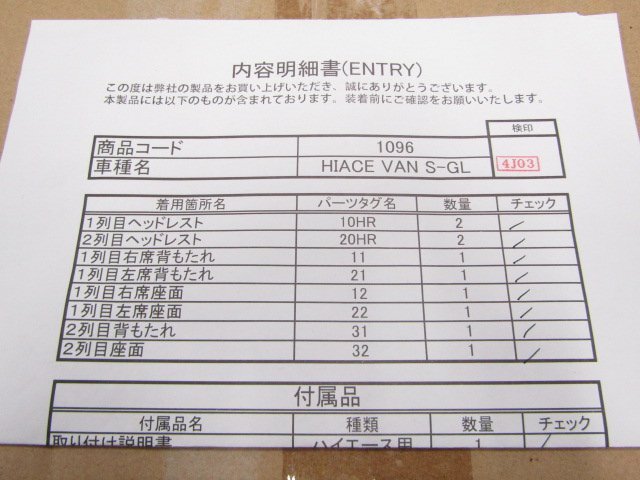 内容明細書(ENTRY)
この度は弊社の製品をお買い上げいただき、誠にありがとうございます。
本製品には以下のものが含まれております。装着前にご確認をお願いいたします。
検印
商品コード 1096
車種名 HIACE VAN S-GL 4J03
着用箇所名 パーツタグ名 数量 チェック
1列目ヘッドレスト 10HR 2
2列目ヘッドレスト 20HR 2
1列目右席背もたれ 11 1
1列目左席背もたれ 21 1
1列目右席座面 12 1
1列目左席座面 22 1
2列目背もたれ 31 1
2列目座面 32 1
付属品
付属品名 種類 数量 チェック
取り付け説明書 ハイエース用 1